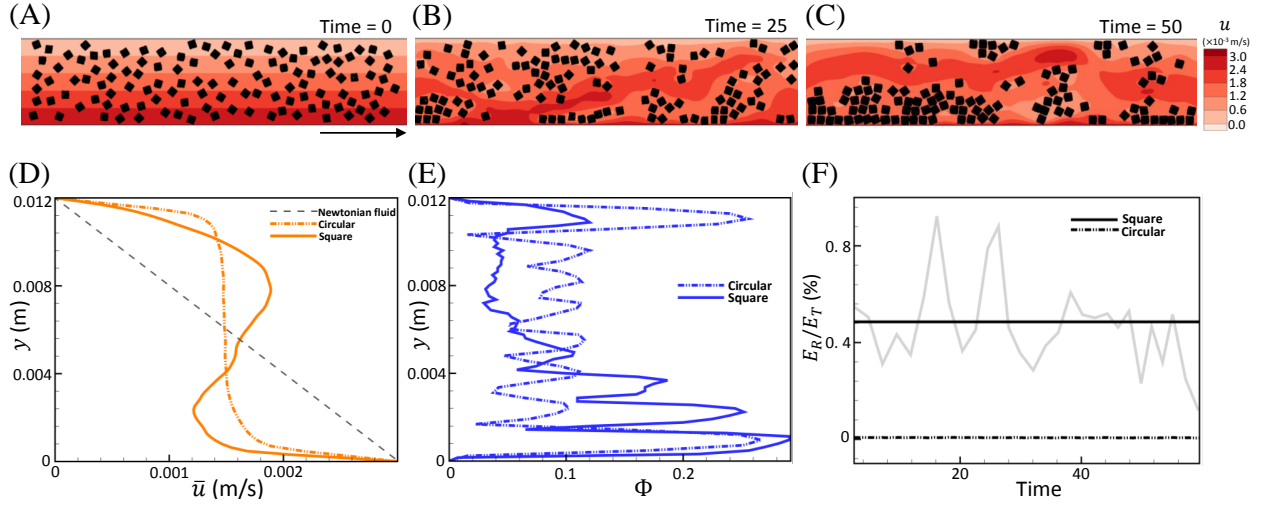 (A)
Time = 0
(B)
Time = 25
(C)
Time = 50
u
(×10⁻³ m/s)
3.0
2.4
1.8
1.2
0.6
0.0
(D)
0.012
0.008
0.004
0
y (m)
Newtonian fluid
Circular
Square
0
0.001
0.002
u̅ (m/s)
(E)
0.012
0.008
0.004
0
y (m)
Circular
Square
0
0.1
0.2
Φ
(F)
0.8
0.4
0
E_R/E_T (%)
Square
Circular
20
40
Time